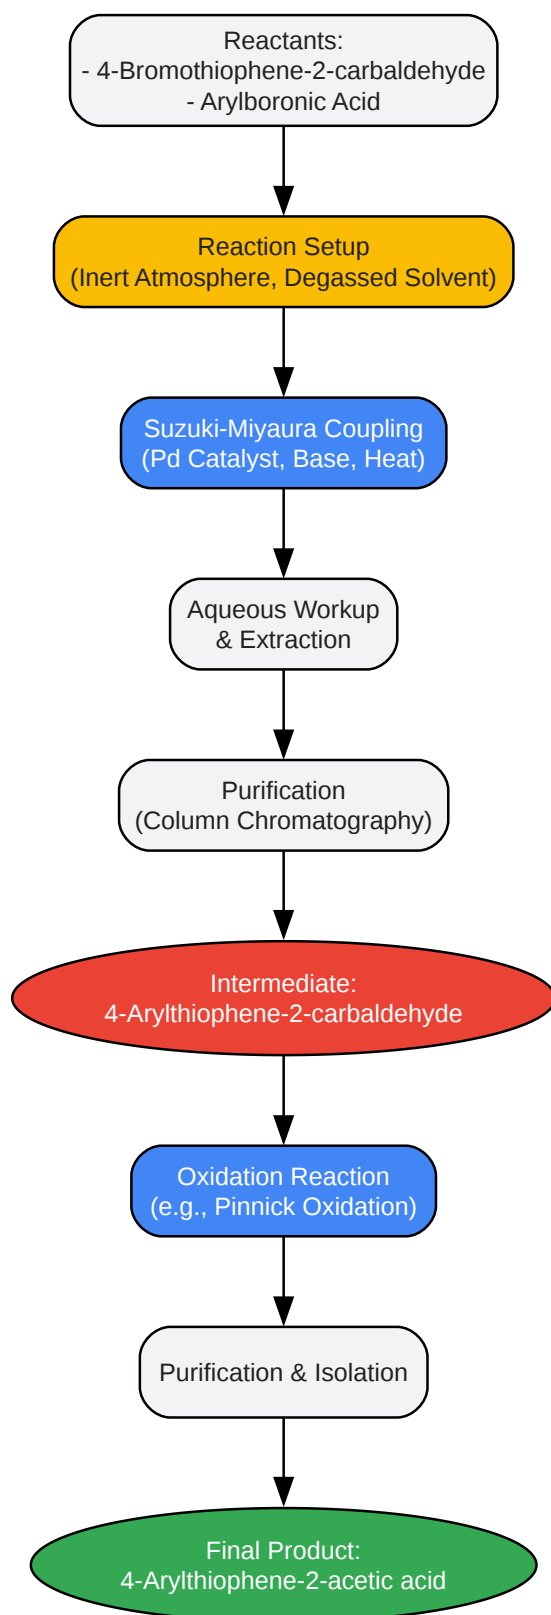 Reactants:
- 4-Bromothiophene-2-carbaldehyde
- Arylboronic Acid
Reaction Setup
(Inert Atmosphere, Degassed Solvent)
Suzuki-Miyaura Coupling
(Pd Catalyst, Base, Heat)
Aqueous Workup
& Extraction
Purification
(Column Chromatography)
Intermediate:
4-Arylthiophene-2-carbaldehyde
Oxidation Reaction
(e.g., Pinnick Oxidation)
Purification & Isolation
Final Product:
4-Arylthiophene-2-acetic acid